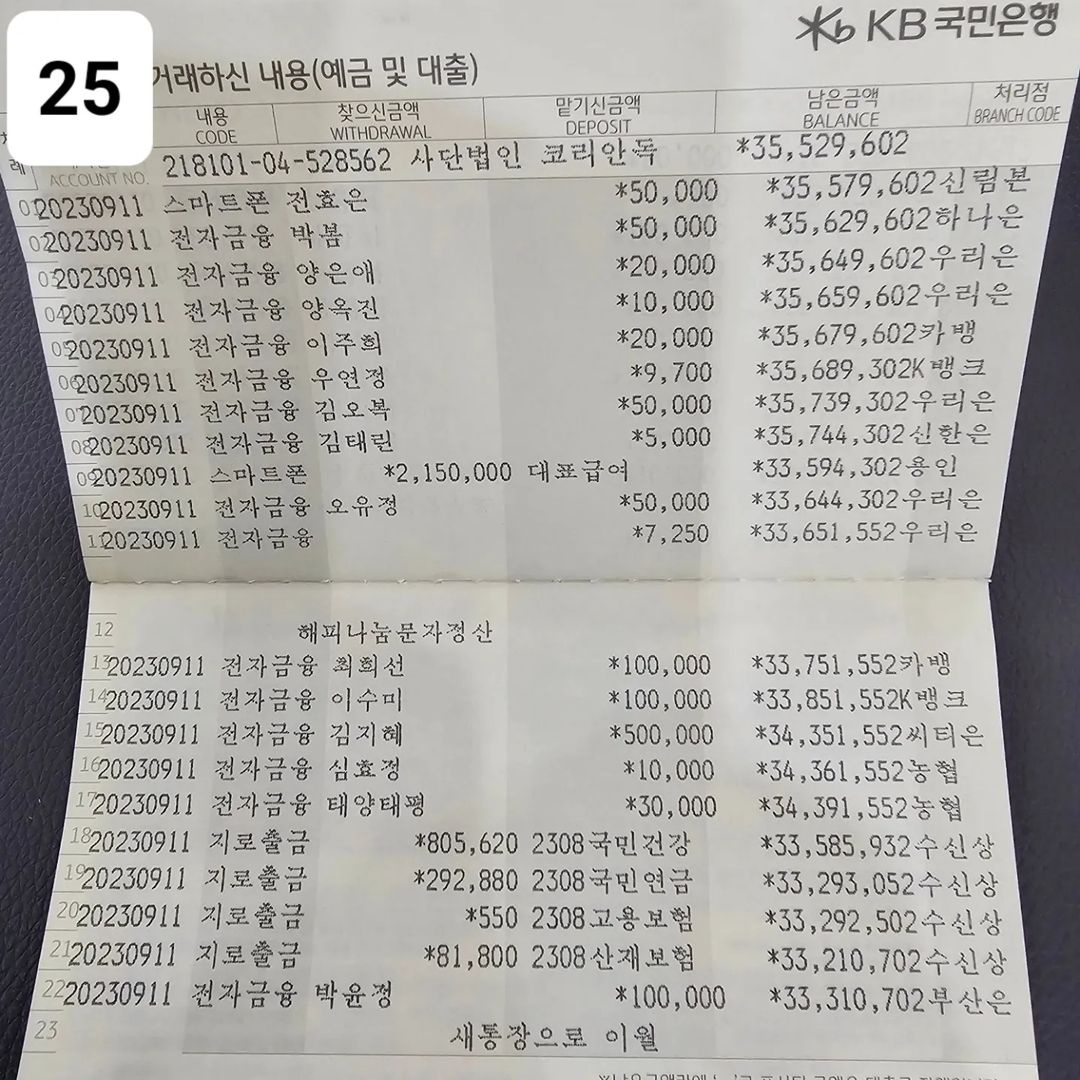 25
KB 국민은행
거래하신 내용(예금 및 대출)
내용 찾으신금액 맡기신금액 남은금액 처리점
CODE WITHDRAWAL DEPOSIT BALANCE BRANCH CODE
ACCOUNT NO. 218101-04-528562 사단법인 코리안독 *35,529,602
01 20230911 스마트폰 전효은 *50,000 *35,579,602신림본
02 20230911 전자금융 박봄 *50,000 *35,629,602하나은
03 20230911 전자금융 양은애 *20,000 *35,649,602우리은
04 20230911 전자금융 양옥진 *10,000 *35,659,602우리은
05 20230911 전자금융 이주희 *20,000 *35,679,602카뱅
06 20230911 전자금융 우연정 *9,700 *35,689,302K뱅크
07 20230911 전자금융 김오복 *50,000 *35,739,302우리은
08 20230911 전자금융 김태린 *5,000 *35,744,302신한은
09 20230911 스마트폰 *2,150,000 대표급여 *33,594,302용인
10 20230911 전자금융 오유정 *50,000 *33,644,302우리은
11 20230911 전자금융 *7,250 *33,651,552우리은
12 해피나눔문자정산
13 20230911 전자금융 최희선 *100,000 *33,751,552카뱅
14 20230911 전자금융 이수미 *100,000 *33,851,552K뱅크
15 20230911 전자금융 김지혜 *500,000 *34,351,552씨티은
16 20230911 전자금융 심효정 *10,000 *34,361,552농협
17 20230911 전자금융 태양태평 *30,000 *34,391,552농협
18 20230911 지로출금 *805,620 2308국민건강 *33,585,932수신상
19 20230911 지로출금 *292,880 2308국민연금 *33,293,052수신상
20 20230911 지로출금 *550 2308고용보험 *33,292,502수신상
21 20230911 지로출금 *81,800 2308산재보험 *33,210,702수신상
22 20230911 전자금융 박윤정 *100,000 *33,310,702부산은
23 새통장으로 이월